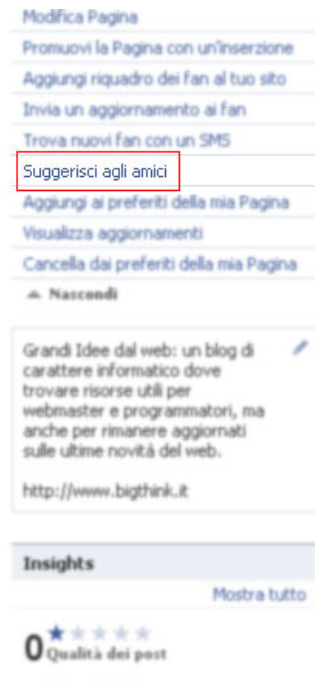 Modifica Pagina
Promuovi la Pagina con un'inserzione
Aggiungi riquadro dei fan al tuo sito
Invia un aggiornamento ai fan
Trova nuovi fan con un SMS
Suggerisci agli amici
Aggiungi ai preferiti della mia Pagina
Visualizza aggiornamenti
Cancella dai preferiti della mia Pagina
Nascondi
Grandi Idee dal web: un blog di
carattere informatico dove
trovare risorse utili per
webmaster e programmatori, ma
anche per rimanere aggiornati
sulle ultime novità del web.
http://www.bigthink.it
Insights
Mostra tutto
0
Qualità dei post